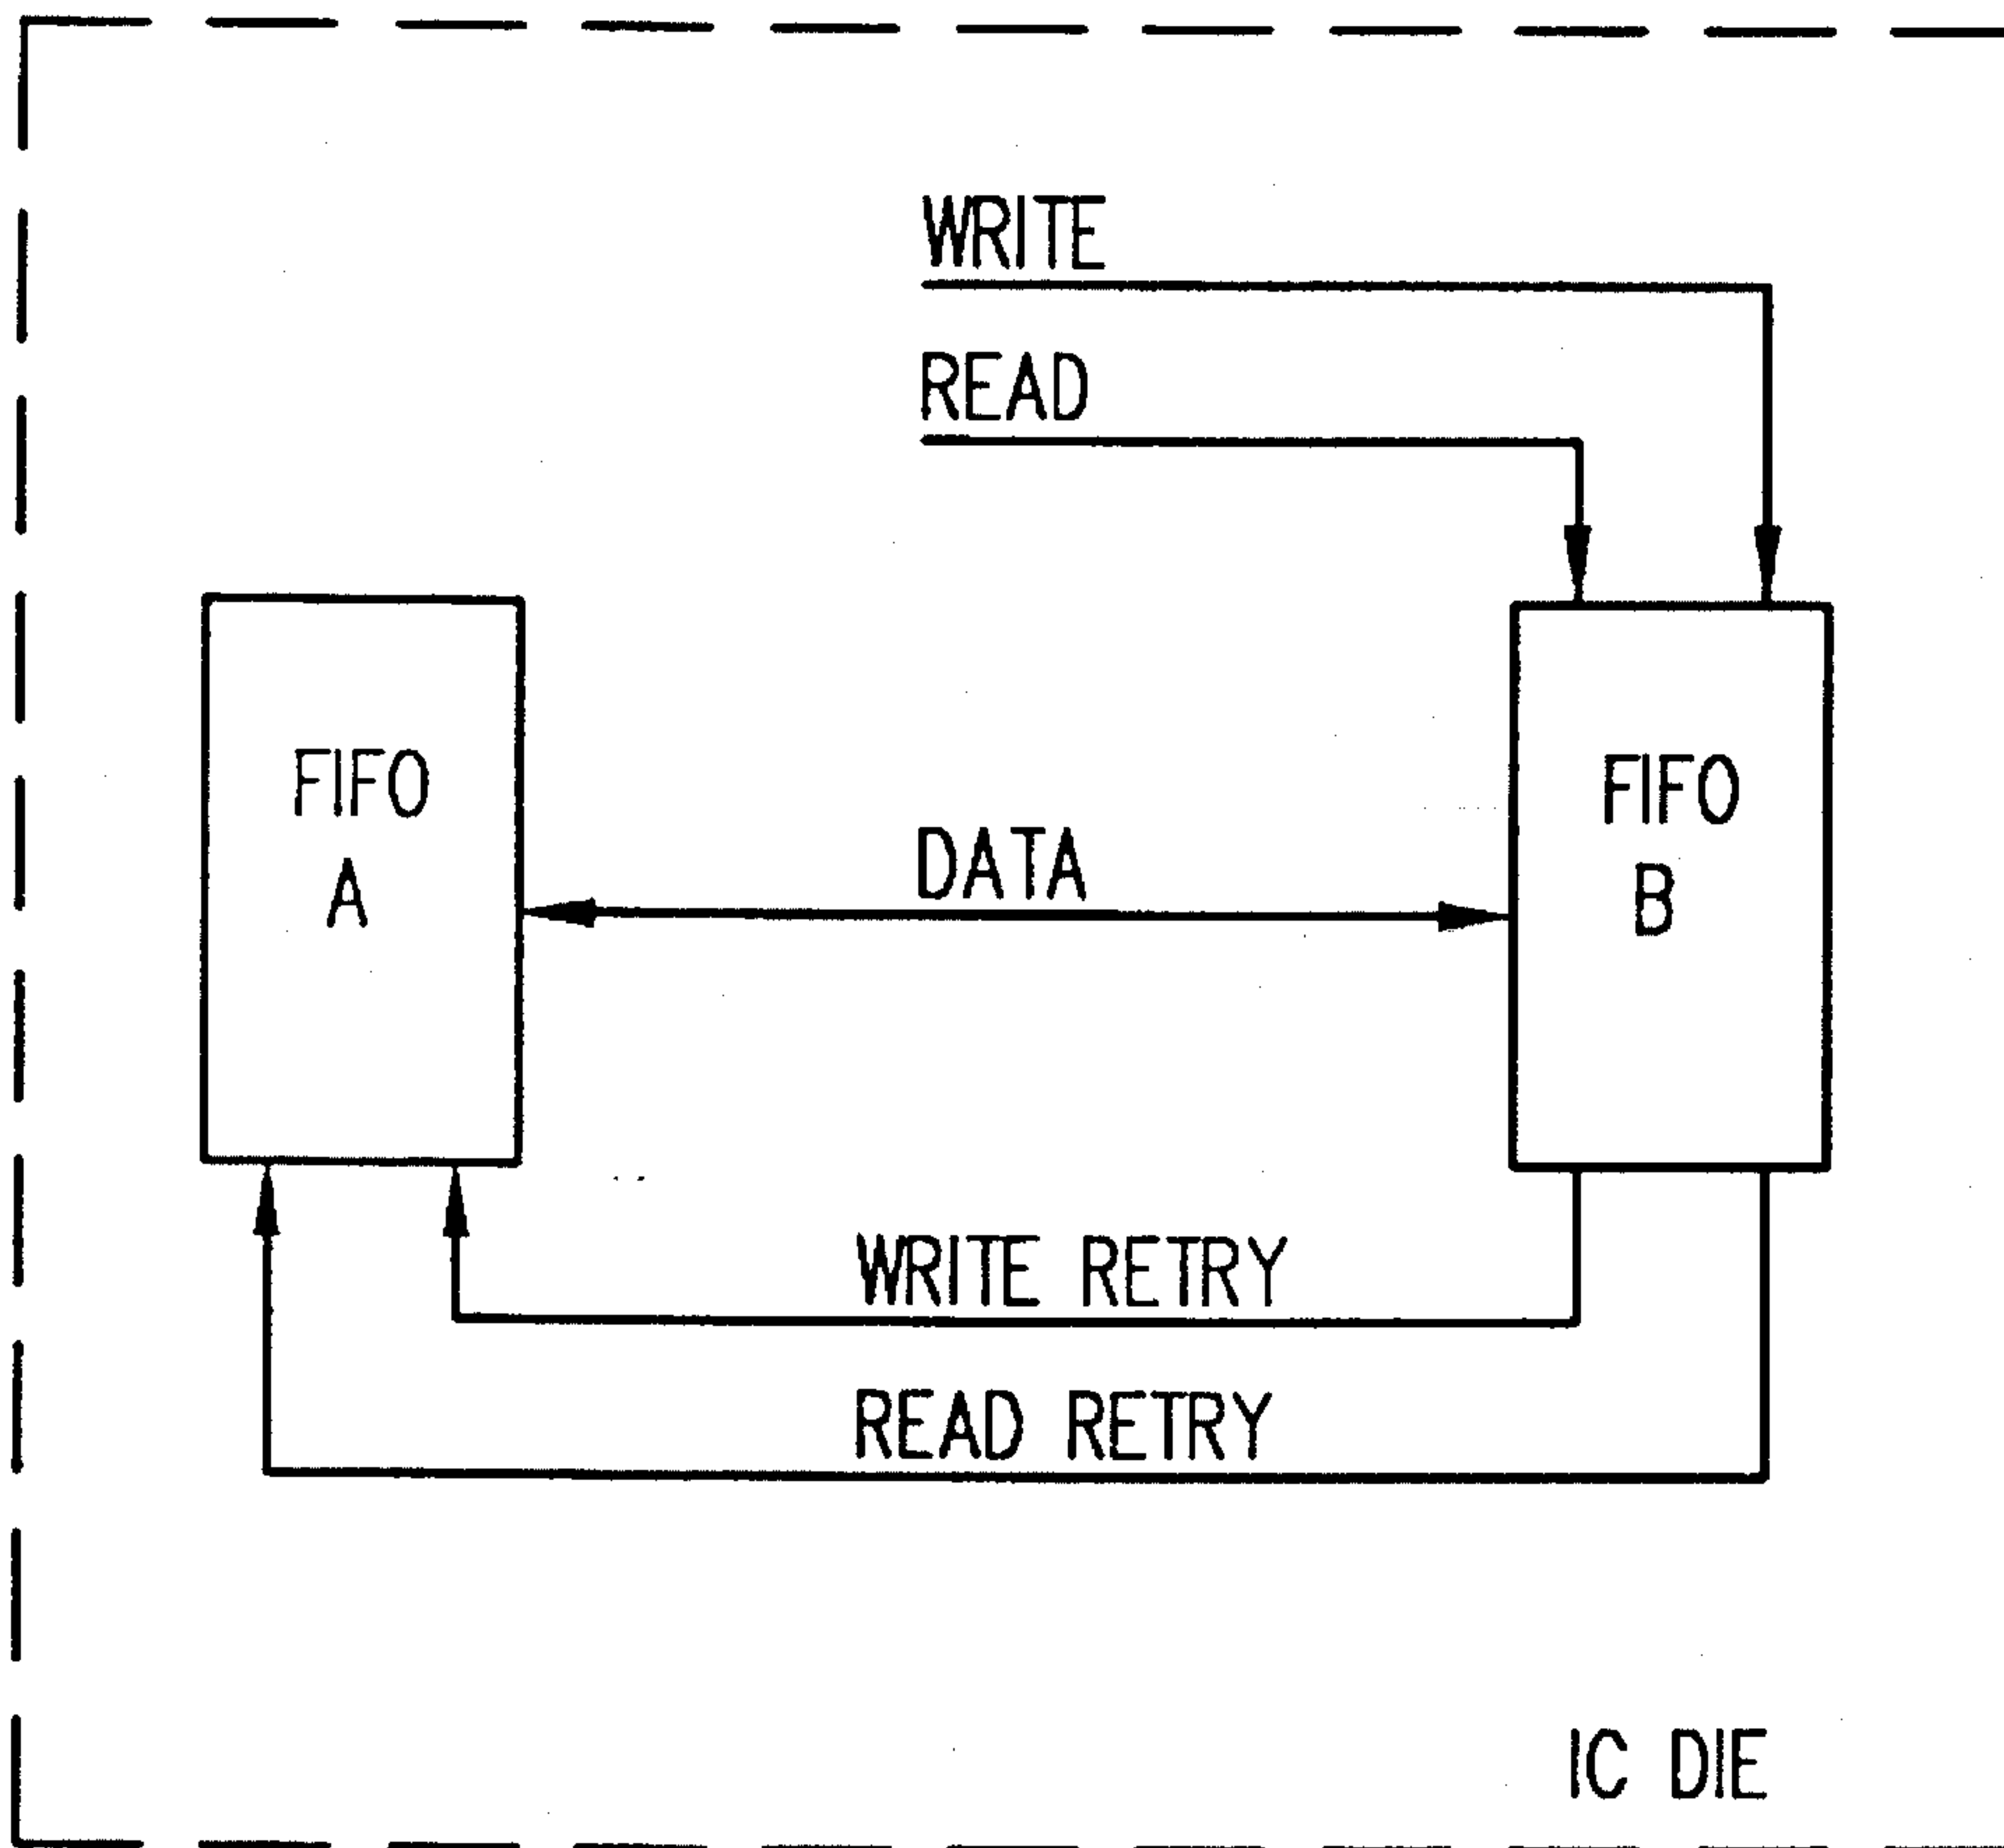 WRITE
READ
FIFO
A
DATA
FIFO
B
WRITE RETRY
READ RETRY
IC DIE